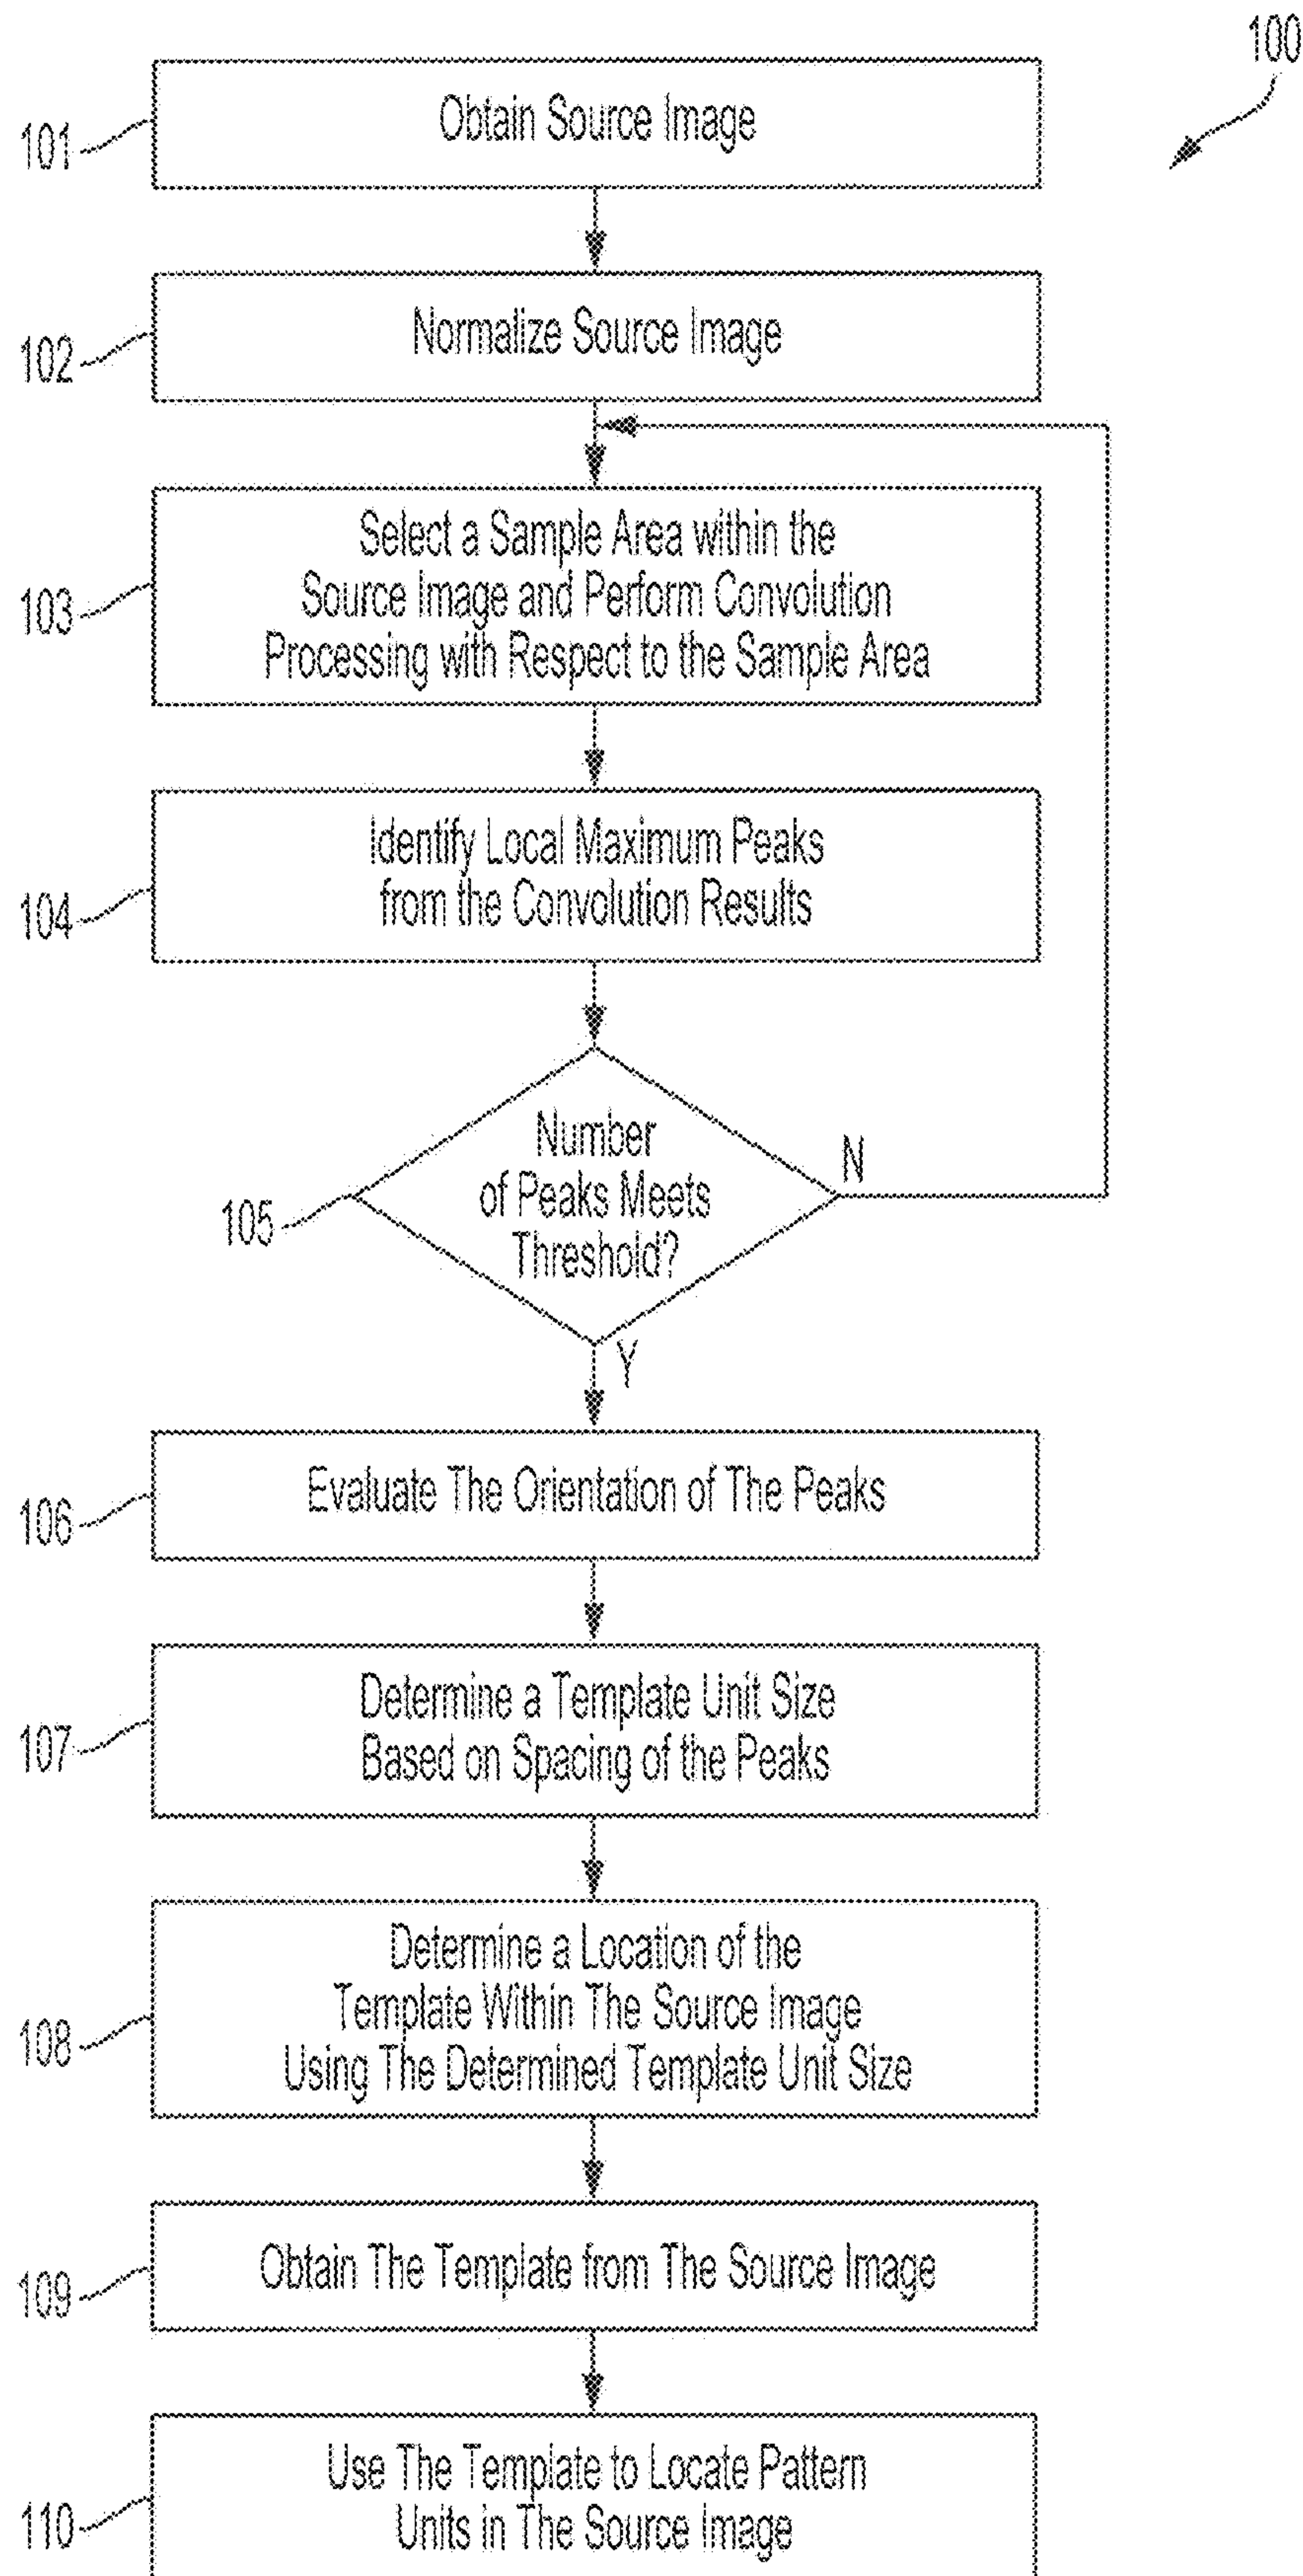 100
101
Obtain Source Image
102
Normalize Source Image
103
Select a Sample Area within the
Source Image and Perform Convolution
Processing with Respect to the Sample Area
104
Identify Local Maximum Peaks
from the Convolution Results
105
Number
of Peaks Meets
Threshold?
N
Y
106
Evaluate The Orientation of The Peaks
107
Determine a Template Unit Size
Based on Spacing of the Peaks
108
Determine a Location of the
Template Within The Source Image
Using The Determined Template Unit Size
109
Obtain The Template from The Source Image
110
Use The Template to Locate Pattern
Units in The Source Image